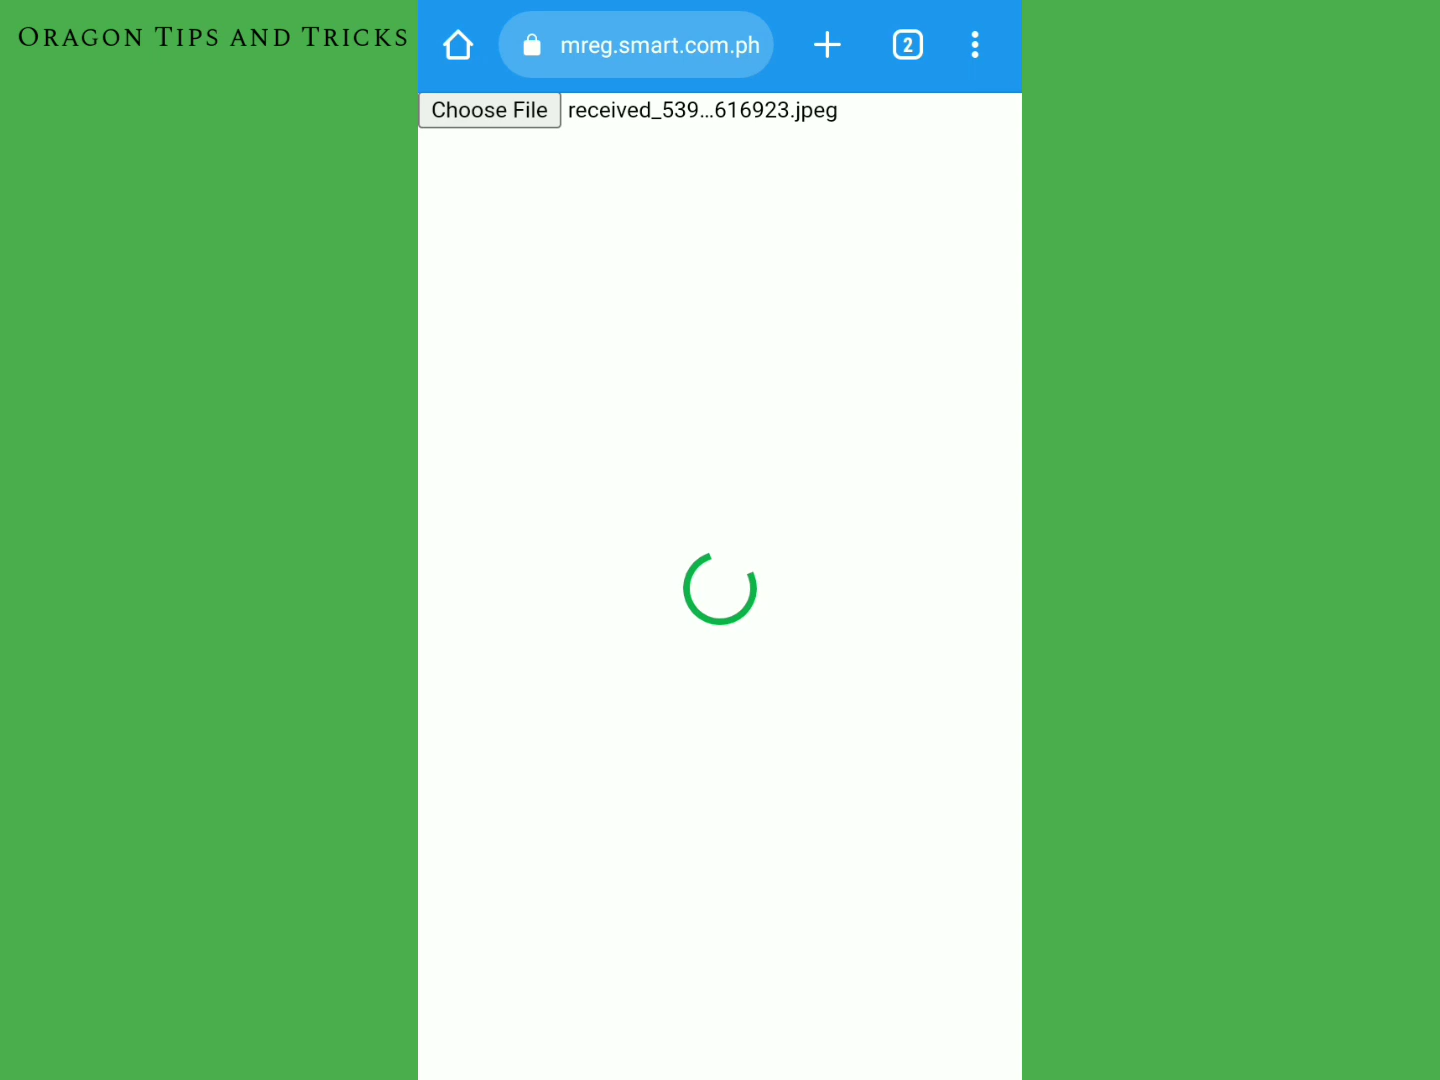 ORAGON TIPS AND TRICKS
mreg.smart.com.ph
2
Choose File received_539...616923.jpeg